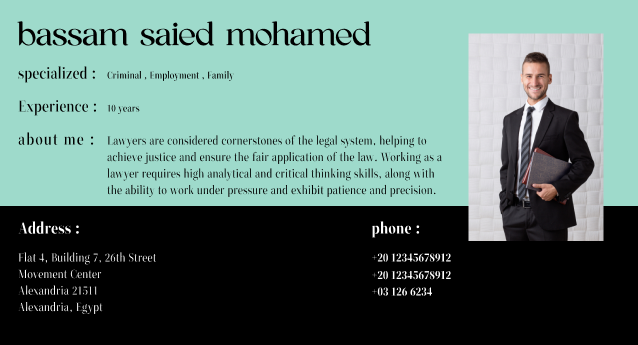 bassam saied mohamed
specialized : Criminal , Employment , Family
Experience : 10 years
about me : Lawyers are considered cornerstones of the legal system, helping to
achieve justice and ensure the fair application of the law. Working as a
lawyer requires high analytical and critical thinking skills, along with
the ability to work under pressure and exhibit patience and precision.
Address :
Flat 4, Building 7, 26th Street
Movement Center
Alexandria 21511
Alexandria, Egypt
phone :
+20 12345678912
+20 12345678912
+03 126 6234